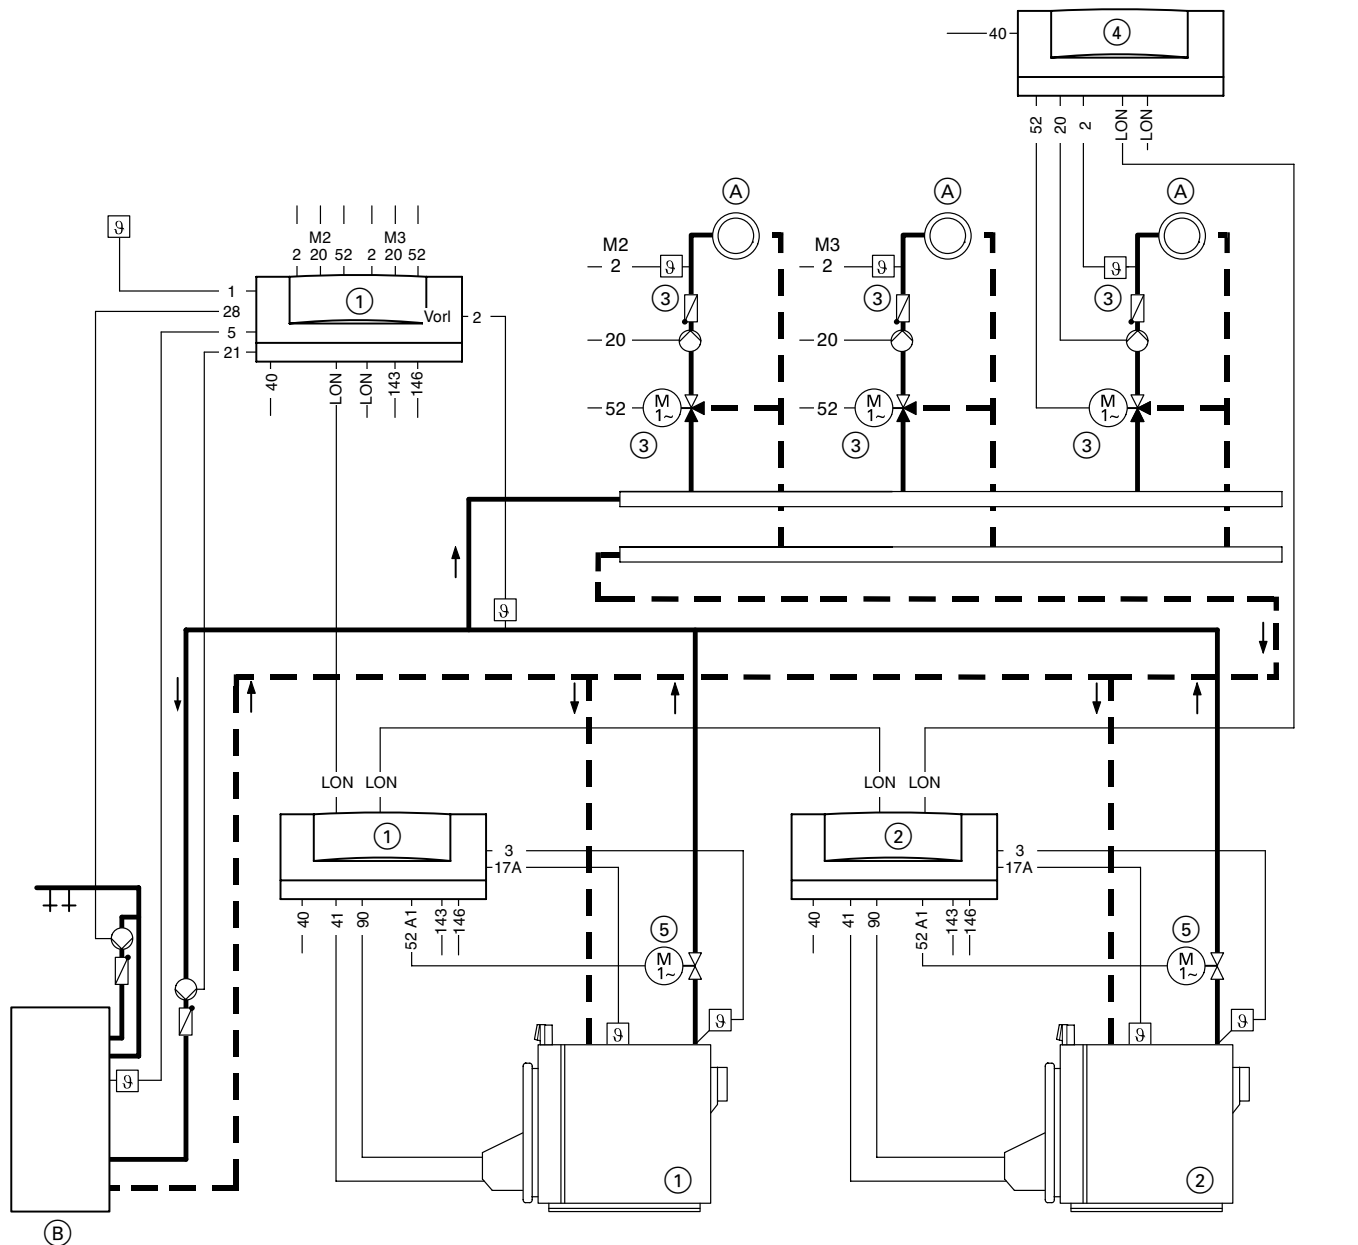 40
4
52 20 2 LON LON
A A A
ϑ
M2 M3
2 20 52 2 20 52
1
28
5
21
1
Vorl
2
40 LON LON 143 146
M2
2 ϑ
3
20
52 M 1~
3
M3
2 ϑ
3
20
52 M 1~
3
ϑ
3
M 1~
3
ϑ
LON LON
1
3
17A
40 41 90 52 A1 143 146
LON LON
2
3
17A
40 41 90 52 A1 143 146
5
M 1~
5
M 1~
ϑ ϑ
ϑ ϑ
ϑ
1
2
B